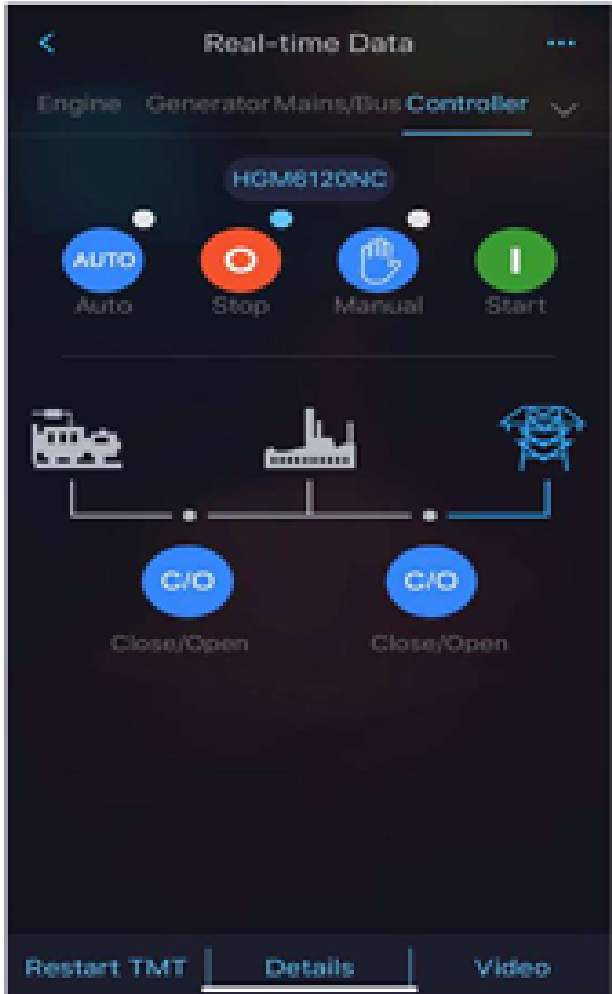 Real-time Data
Engine Generator Mains/Bus Controller
HGM6120NC
AUTO O I
Auto Stop Manual Start
C/O C/O
Close/Open Close/Open
Restart TMT Details Video